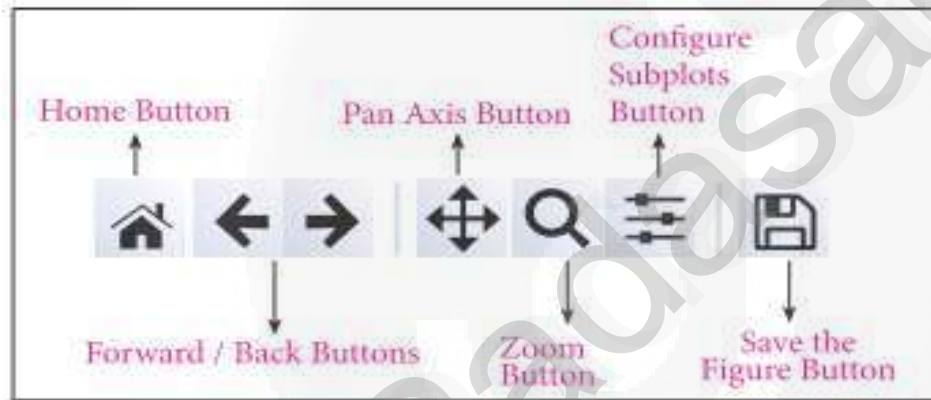 Configure
Subplots
Button
Home Button
Pan Axis Button
Forward / Back Buttons
Zoom
Button
Save the
Figure Button